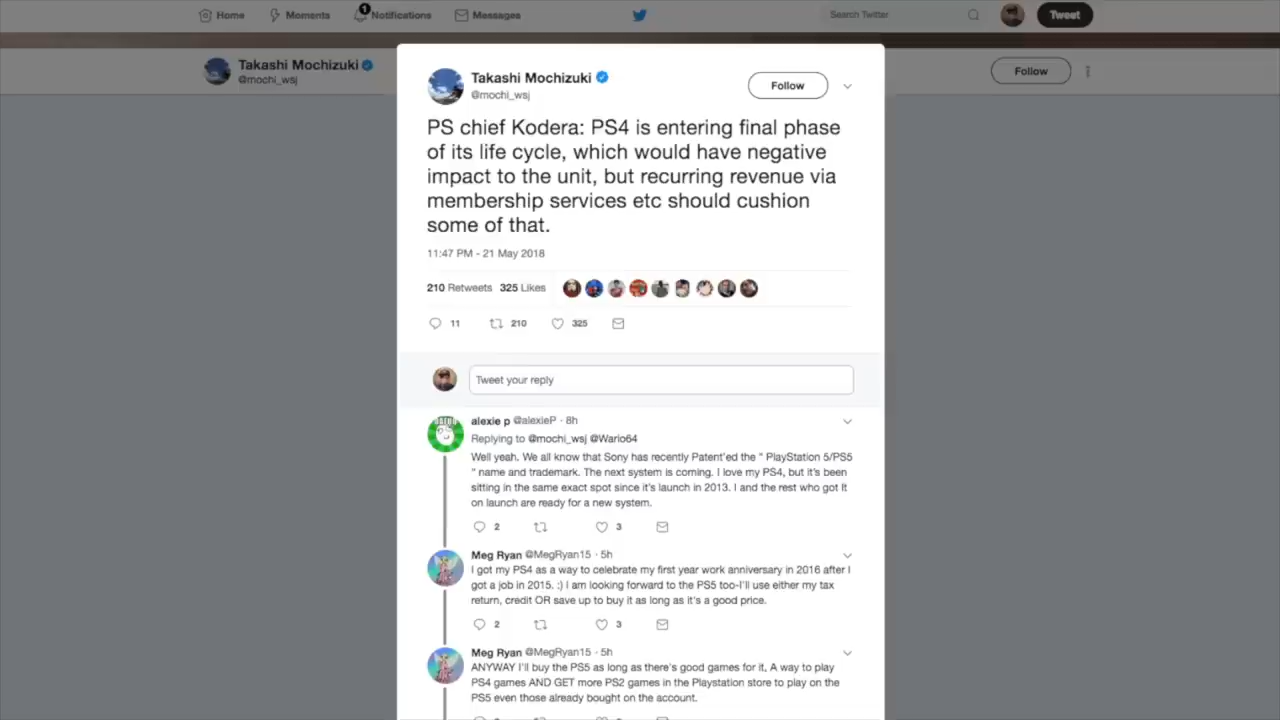 Home
Moments
1
Notifications
Messages
Search Twitter
Tweet
Takashi Mochizuki
@mochi_wsj
Follow
Takashi Mochizuki
@mochi_wsj
Follow
PS chief Kodera: PS4 is entering final phase
of its life cycle, which would have negative
impact to the unit, but recurring revenue via
membership services etc should cushion
some of that.
11:47 PM - 21 May 2018
210 Retweets 325 Likes
11 210 325
Tweet your reply
alexie p @alexieP · 8h
Replying to @mochi_wsj @Wario64
Well yeah. We all know that Sony has recently Patent'ed the " PlayStation 5/PS5
" name and trademark. The next system is coming. I love my PS4, but it's been
sitting in the same exact spot since it's launch in 2013. I and the rest who got it
on launch are ready for a new system.
2 3
Meg Ryan @MegRyan15 · 5h
I got my PS4 as a way to celebrate my first year work anniversary in 2016 after I
got a job in 2015. :) I am looking forward to the PS5 too-I'll use either my tax
return, credit OR save up to buy it as long as it's a good price.
2 3
Meg Ryan @MegRyan15 · 5h
ANYWAY I'll buy the PS5 as long as there's good games for it, A way to play
PS4 games AND GET more PS2 games in the Playstation store to play on the
PS5 even those already bought on the account.